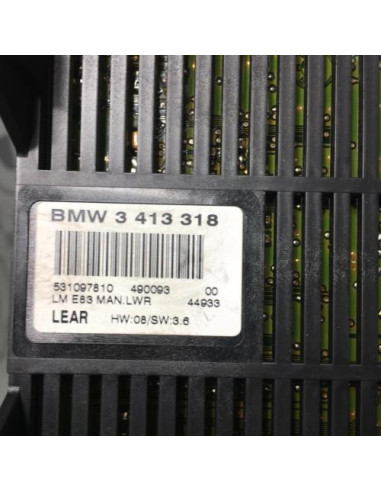 BMW 3 413 318
531097810 490093 00
LM E83 MAN.LWR 44933
LEAR HW:08/SW:3.6